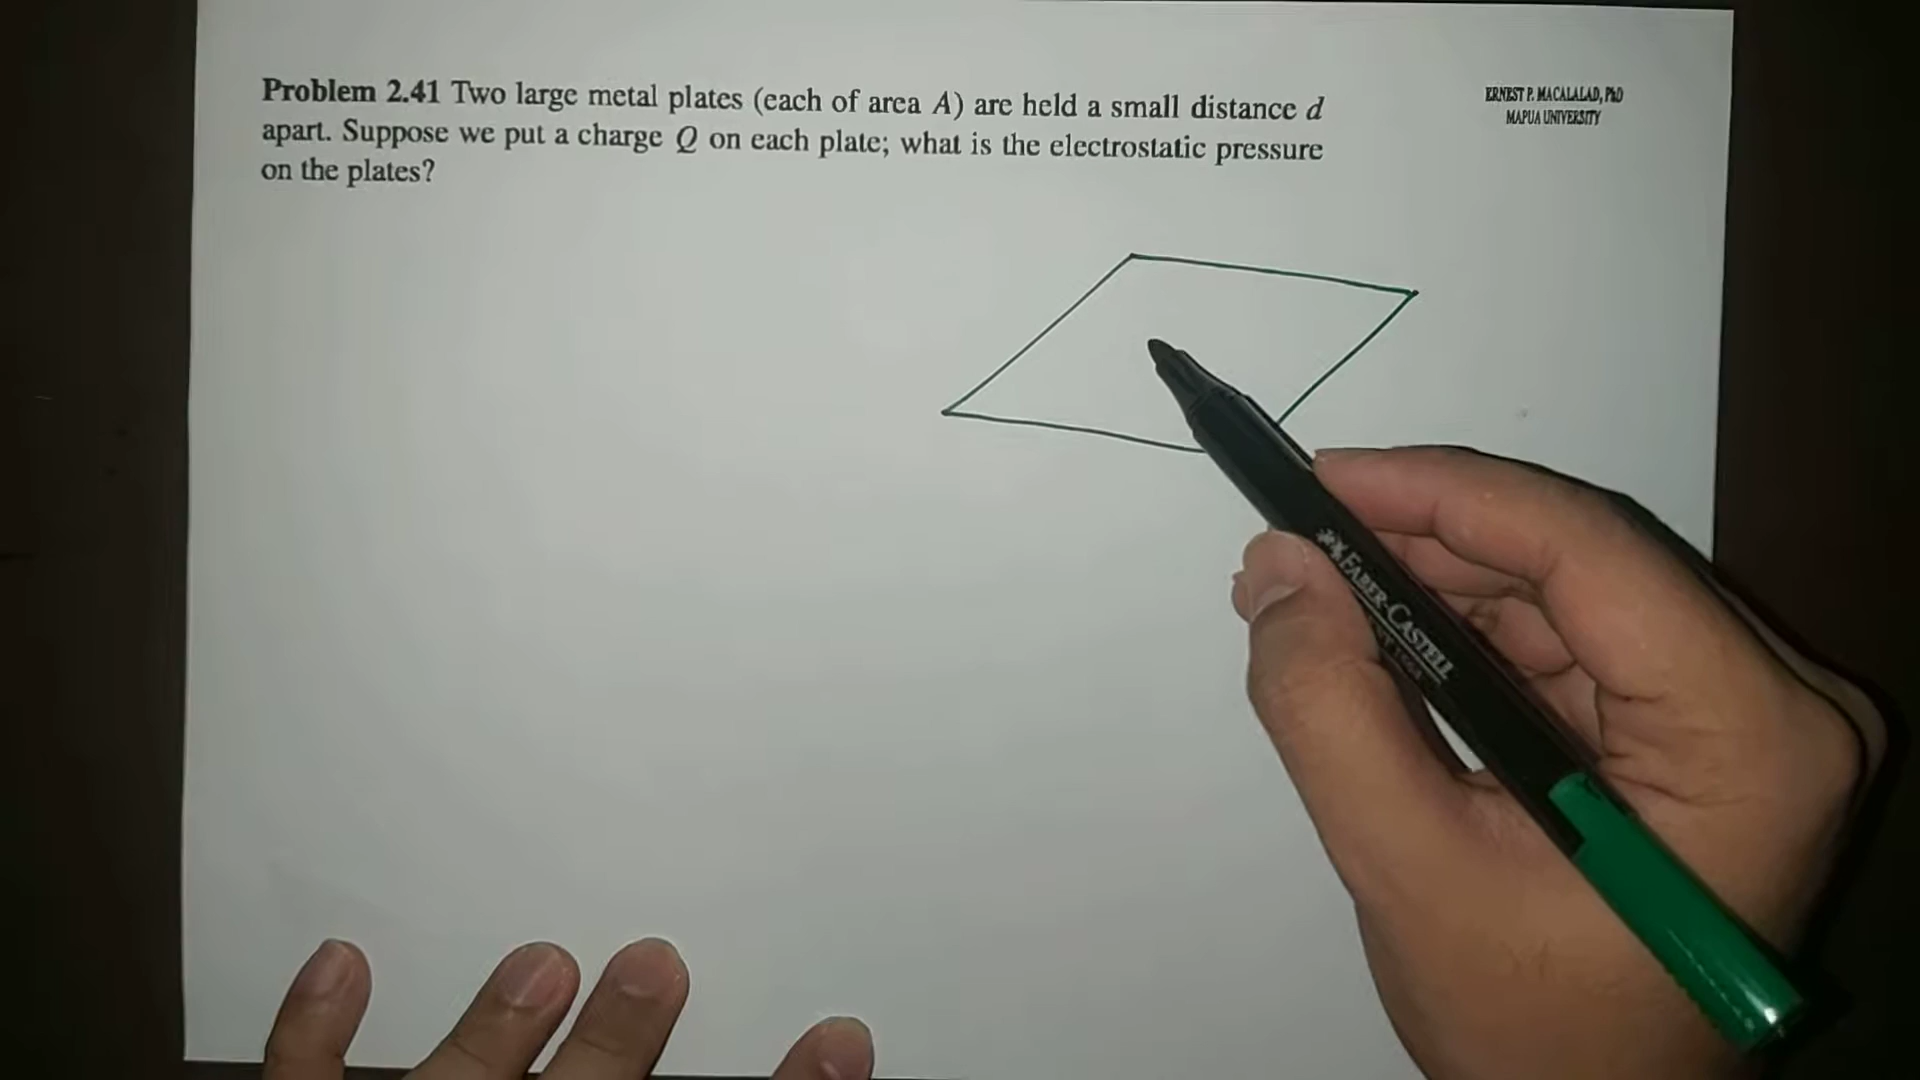 Problem 2.41 Two large metal plates (each of area A) are held a small distance d
apart. Suppose we put a charge Q on each plate; what is the electrostatic pressure
on the plates?
ERNEST P. MACALALAD, PhD
MAPUA UNIVERSITY
FABER-CASTELL